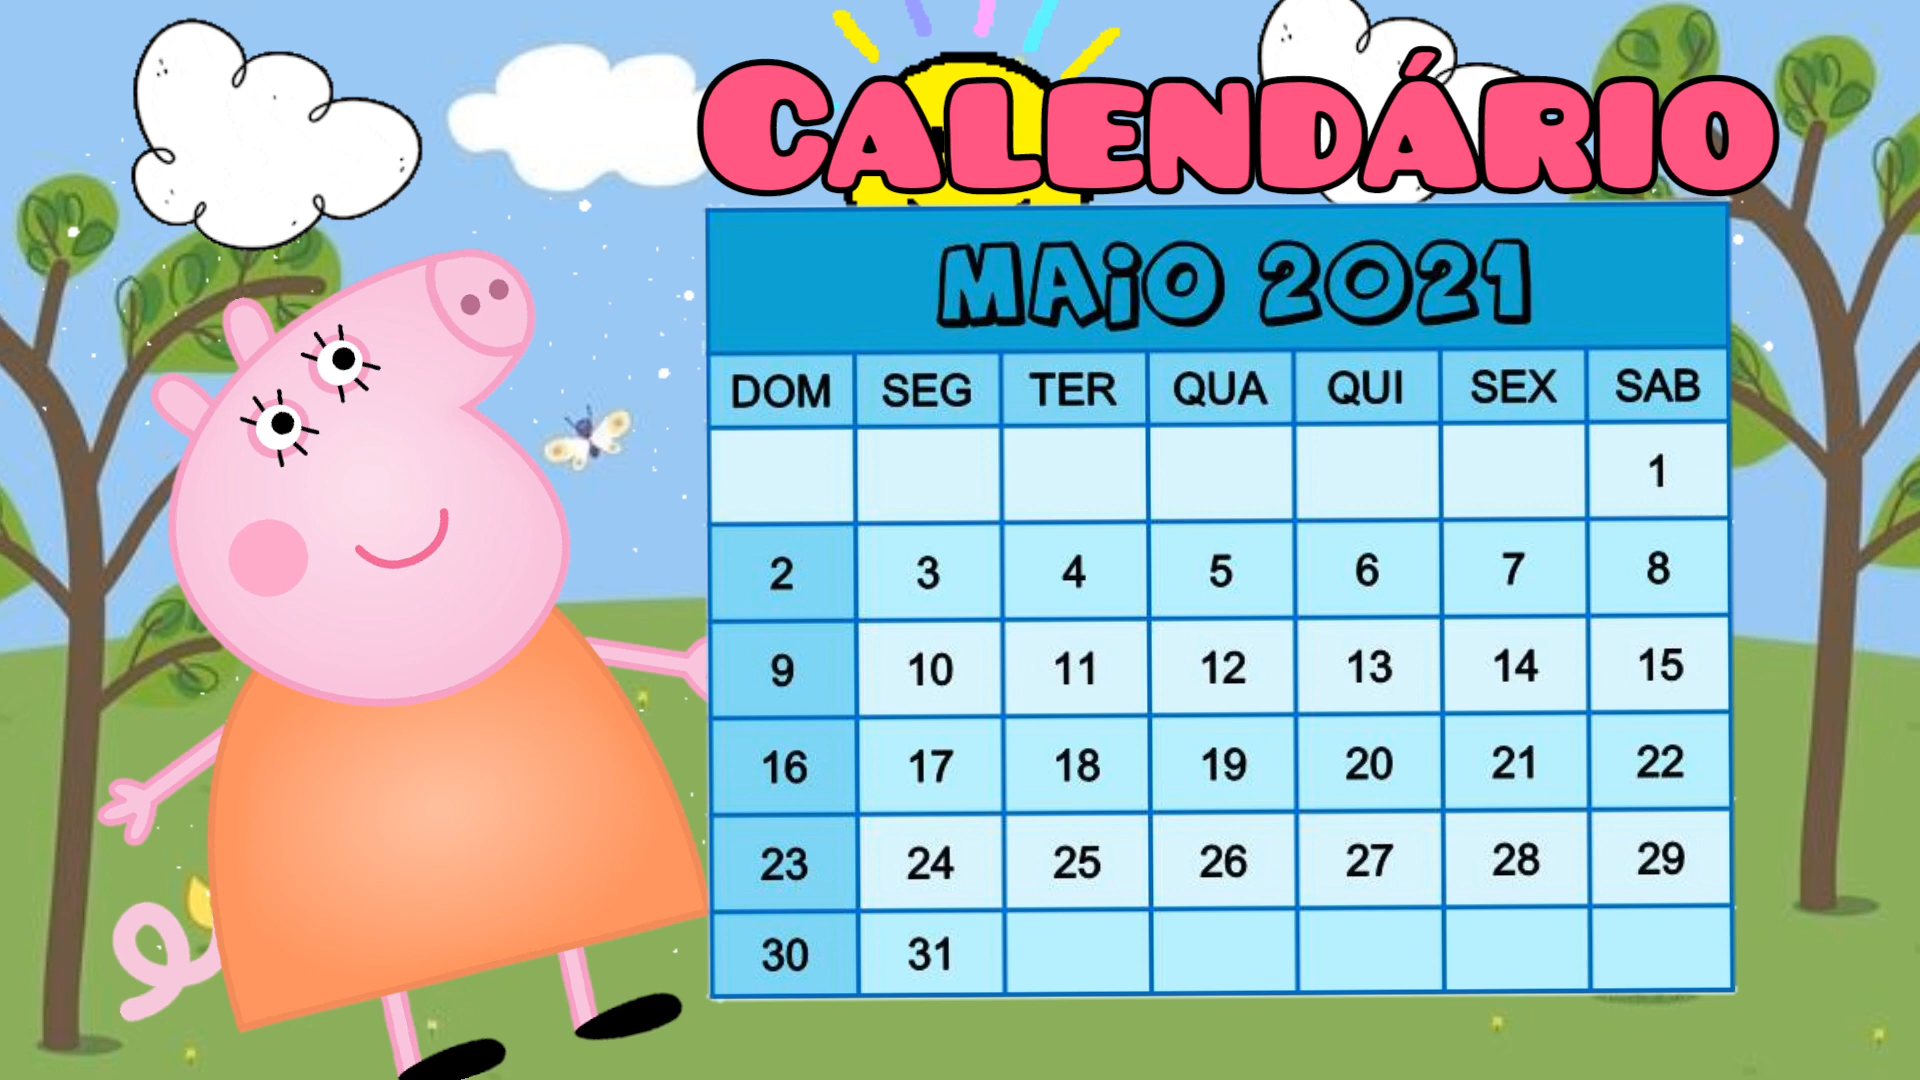 CALENDÁRIO
MAiO 2021
DOM SEG TER QUA QUI SEX SAB
1
2 3 4 5 6 7 8
9 10 11 12 13 14 15
16 17 18 19 20 21 22
23 24 25 26 27 28 29
30 31